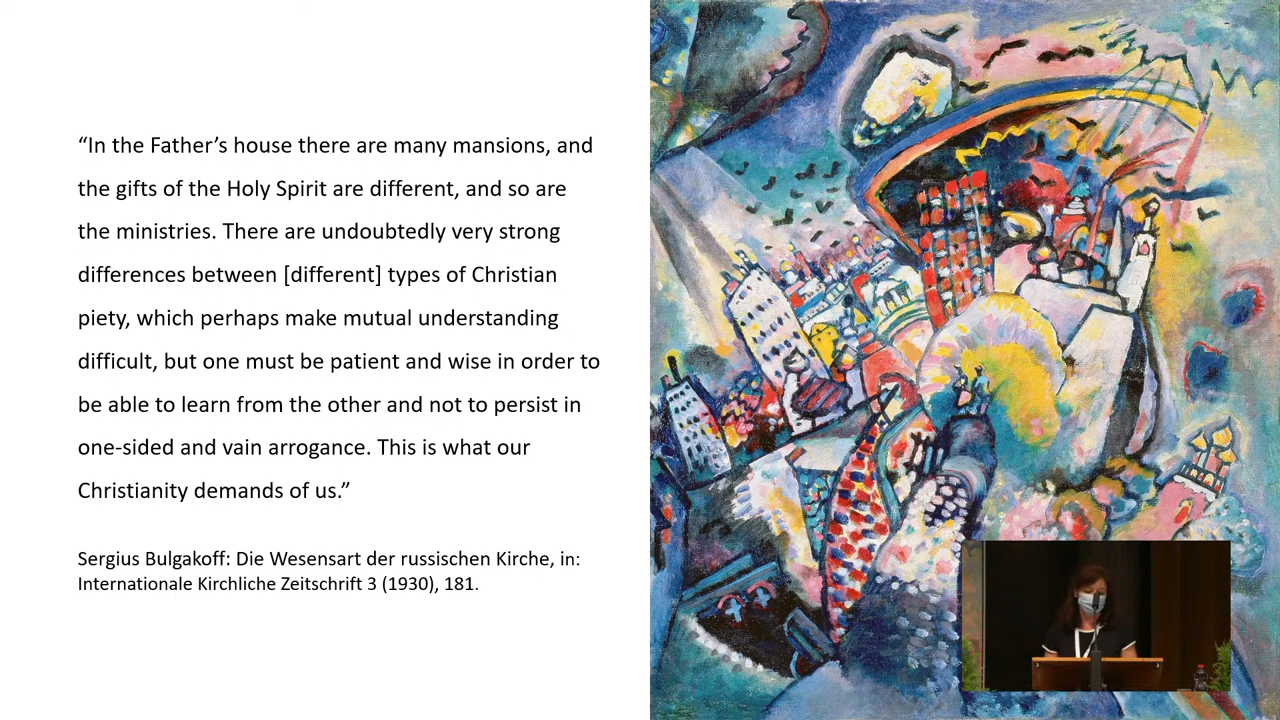 “In the Father’s house there are many mansions, and
the gifts of the Holy Spirit are different, and so are
the ministries. There are undoubtedly very strong
differences between [different] types of Christian
piety, which perhaps make mutual understanding
difficult, but one must be patient and wise in order to
be able to learn from the other and not to persist in
one-sided and vain arrogance. This is what our
Christianity demands of us.”
Sergius Bulgakoff: Die Wesensart der russischen Kirche, in:
Internationale Kirchliche Zeitschrift 3 (1930), 181.